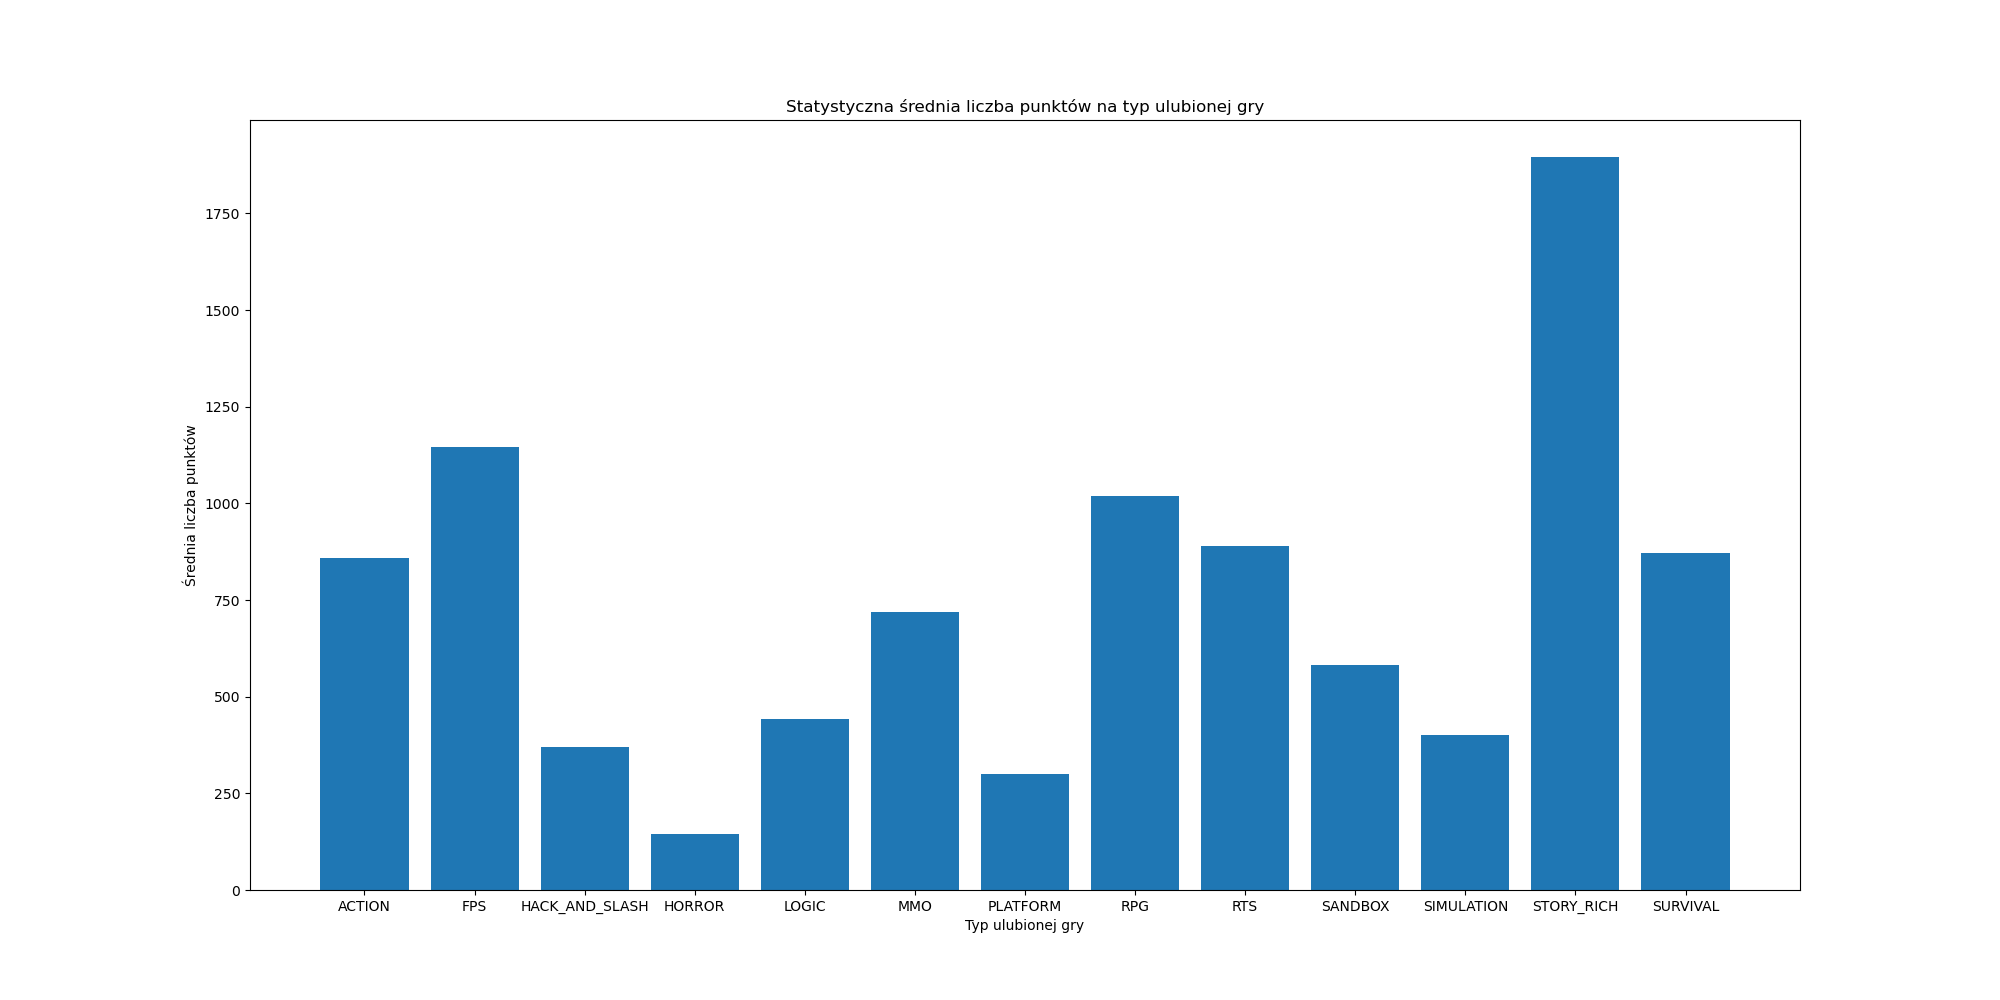 Statystyczna średnia liczba punktów na typ ulubionej gry
Średnia liczba punktów
1750
1500
1250
1000
750
500
250
0
ACTION FPS HACK_AND_SLASH HORROR LOGIC MMO PLATFORM RPG RTS SANDBOX SIMULATION STORY_RICH SURVIVAL
Typ ulubionej gry